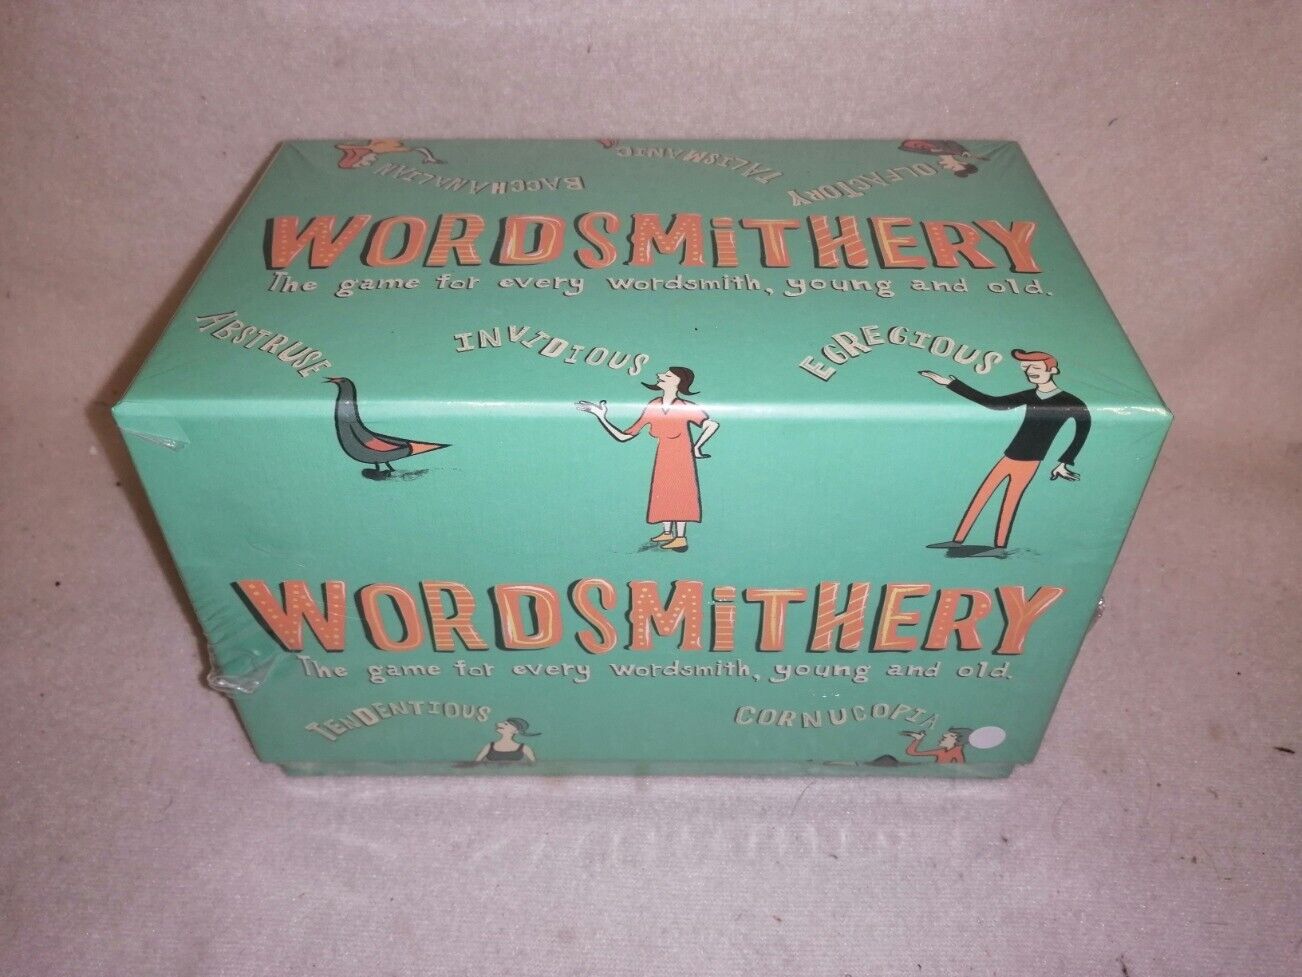 BACCHANALIAN
TALISMANIC
OLFACTORY
WORDSMiTHERY
The game for every wordsmith, young and old.
ABSTRUSE
INVIDIOUS
EGREGIOUS
WORDSMiTHERY
The game for every wordsmith, young and old.
TENDENTIOUS
CORNUCOPIA